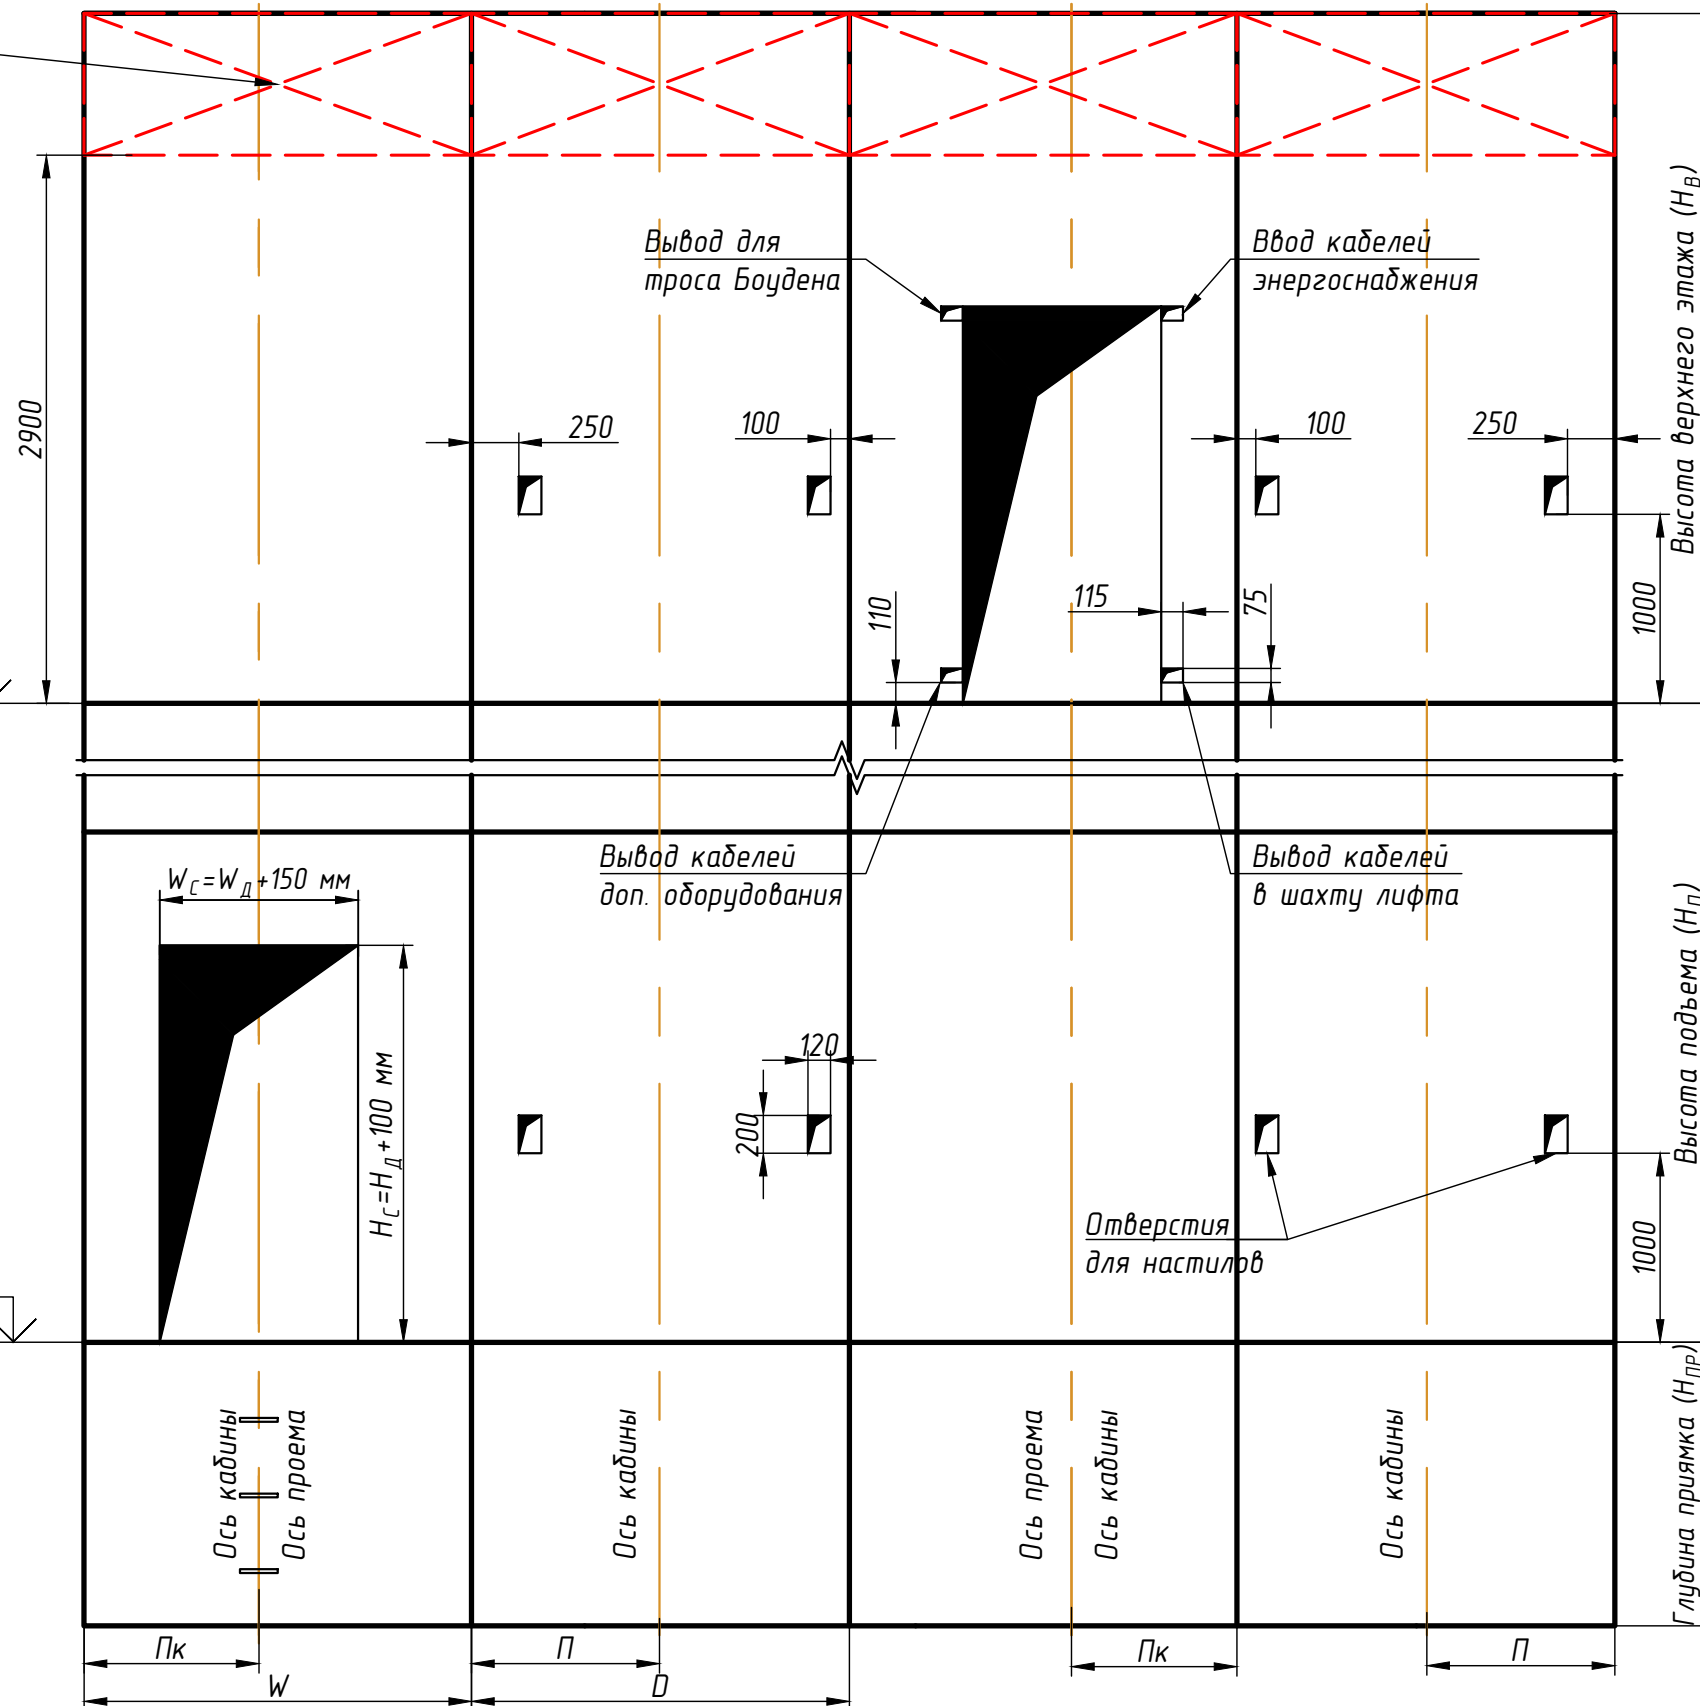 Вывод для
троса Боудена
Ввод кабелей
энергоснабжения
Высота верхнего этажа (HВ)
2900
250
100
100
250
110
115
75
1000
WС=WД+150 мм
Вывод кабелей
доп. оборудования
Вывод кабелей
в шахту лифта
Высота подъема (HП)
HС=HД+100 мм
120
200
Отверстия
для настилов
1000
Ось кабины
Ось проема
Ось кабины
Ось проема
Ось кабины
Ось кабины
Глубина приямка (HПР)
Пк
П
Пк
П
W
D